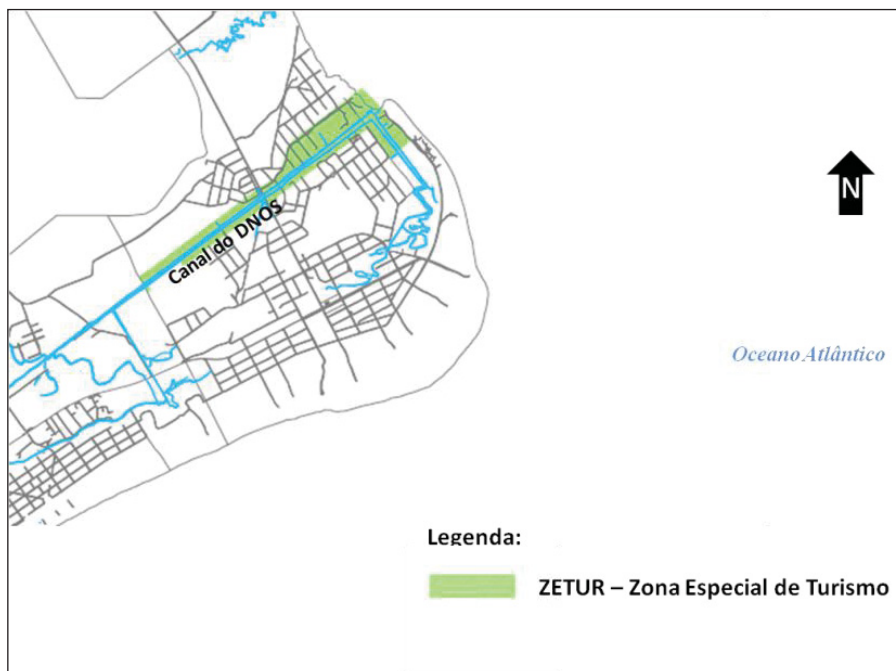 N
Canal do DNOS
Oceano Atlântico
Legenda:
ZETUR – Zona Especial de Turismo